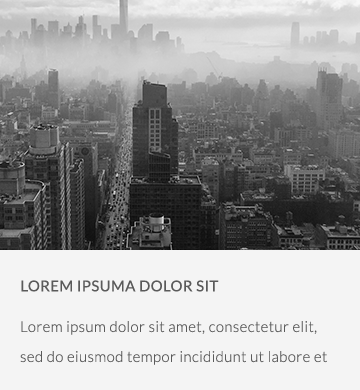 LOREM IPSUMA DOLOR SIT
Lorem ipsum dolor sit amet, consectetur elit,
sed do eiusmod tempor incididunt ut labore et